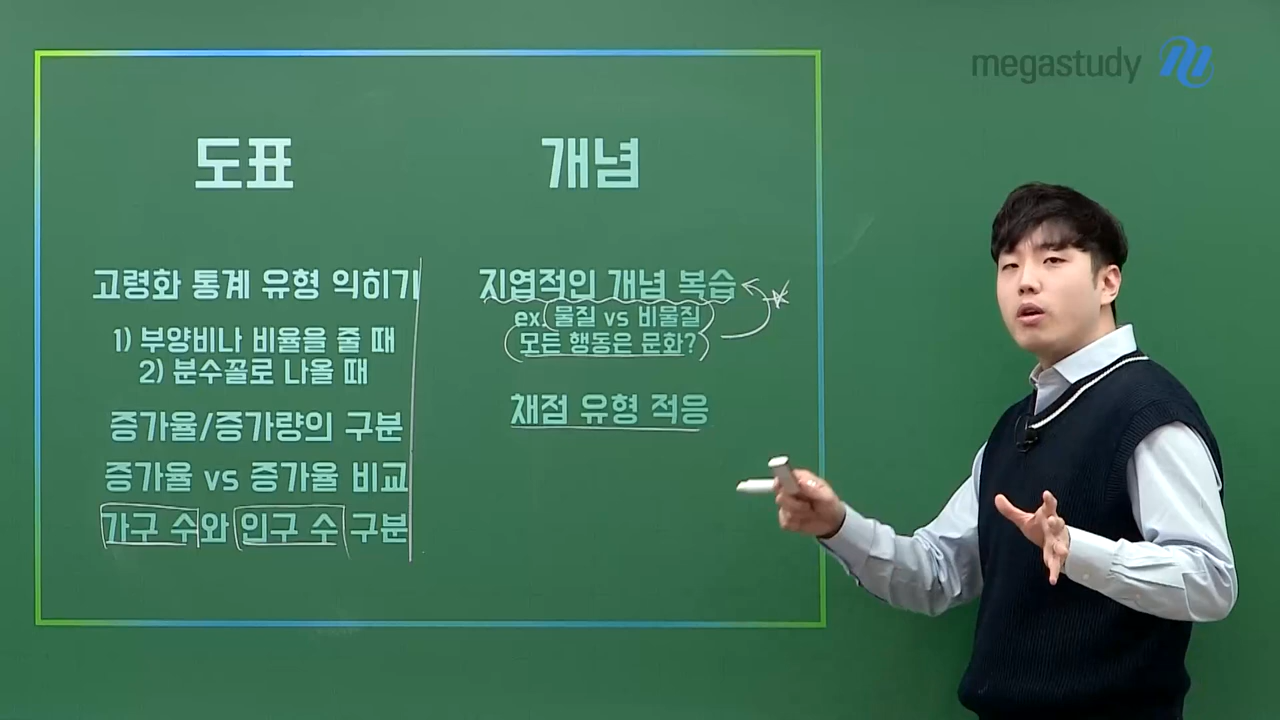 megastudy
도표
고령화 통계 유형 익히기
1) 부양비나 비율을 줄 때
2) 분수꼴로 나올 때
증가율/증가량의 구분
증가율 vs 증가율 비교
가구 수와 인구 수 구분
개념
지엽적인 개념 복습
ex. 물질 vs 비물질
모든 행동은 문화?
채점 유형 적응